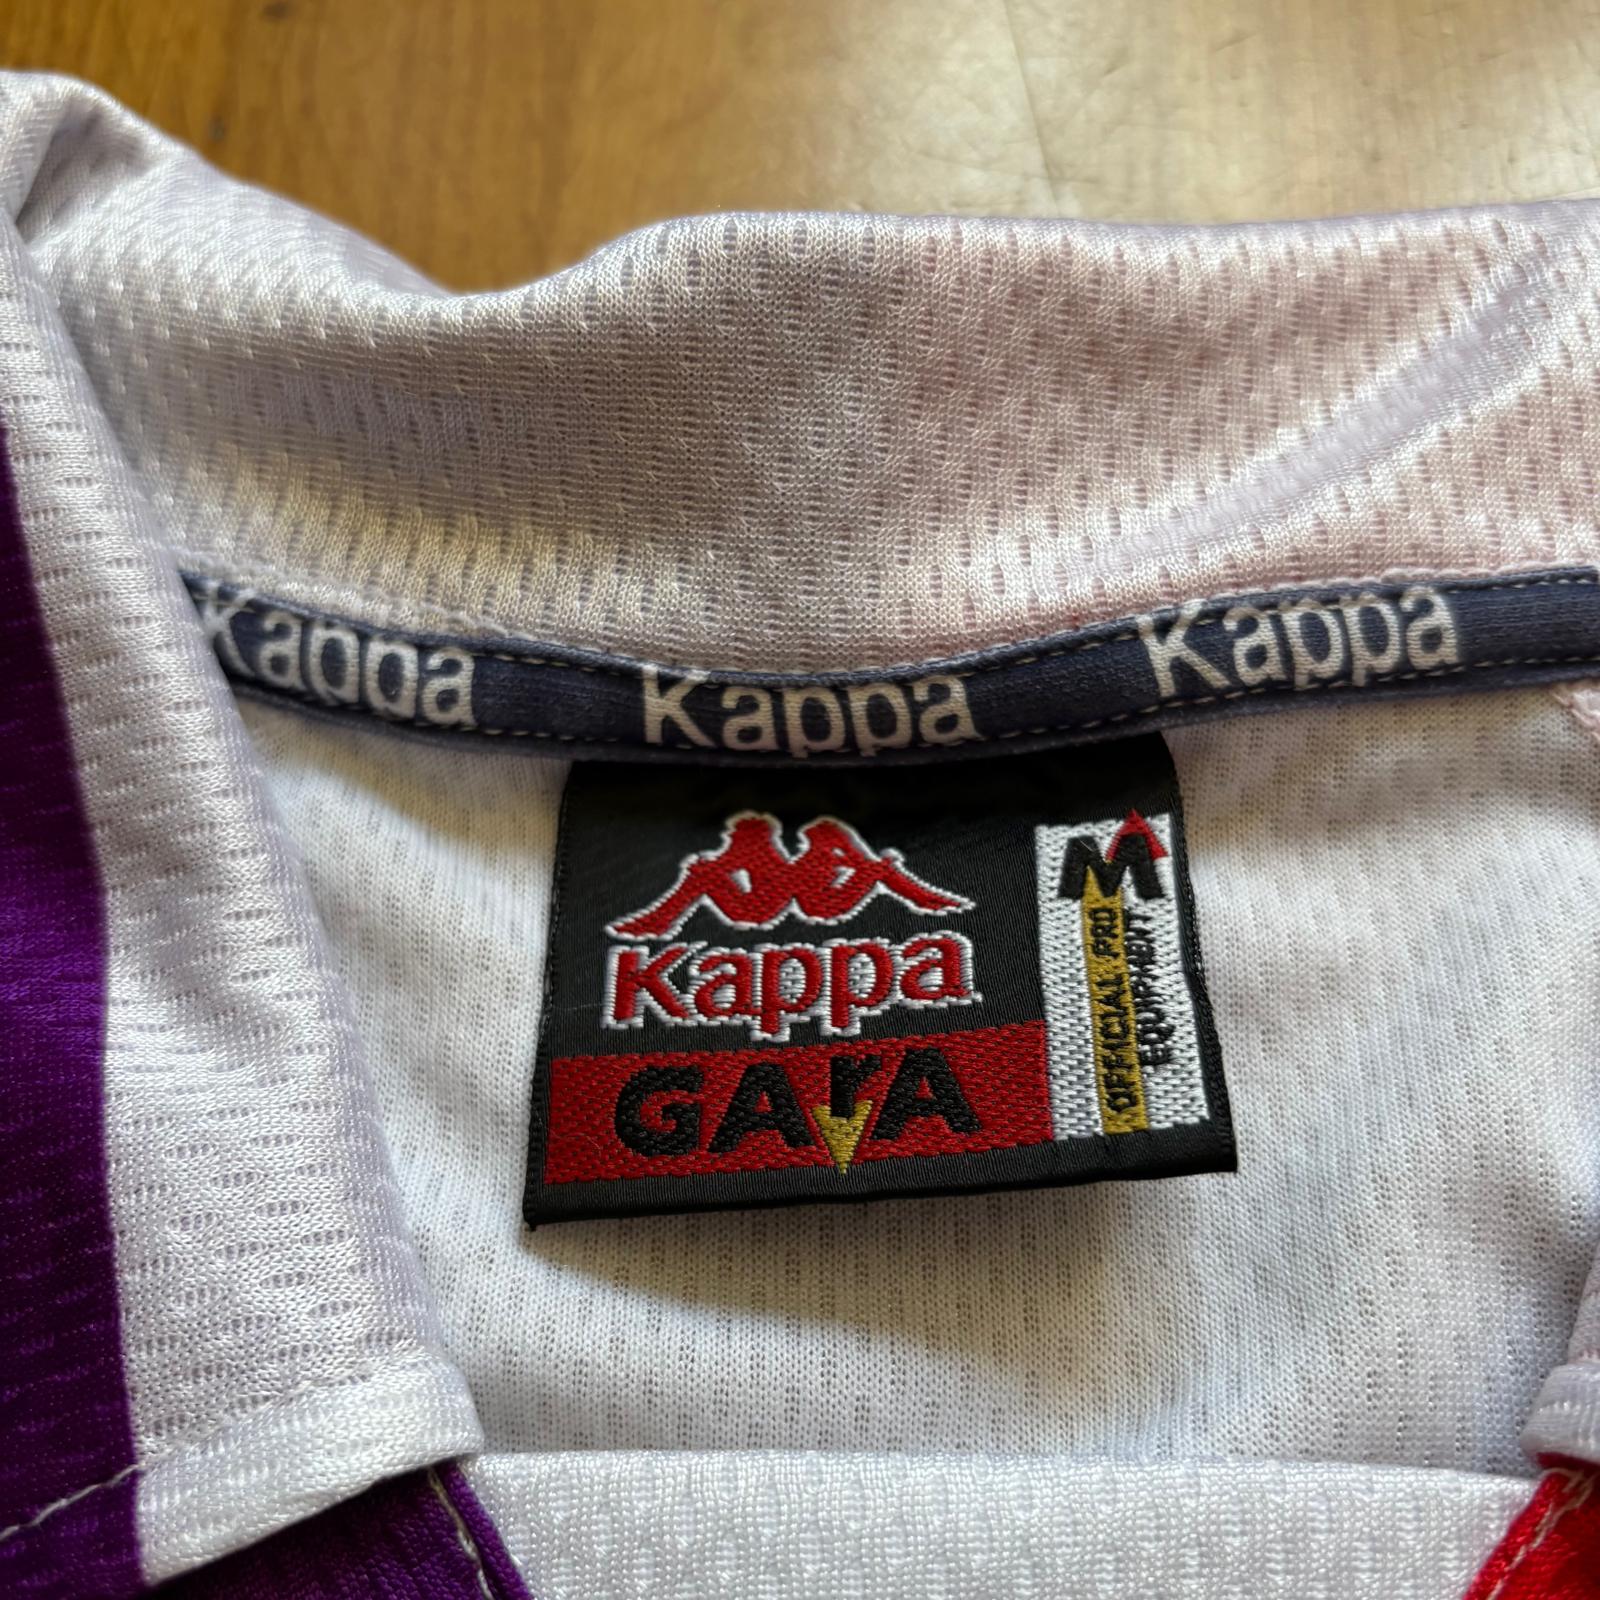 Kappa Kappa Kappa
Kappa
GArA
M
OFFICIAL PRO
EQUIPMENT